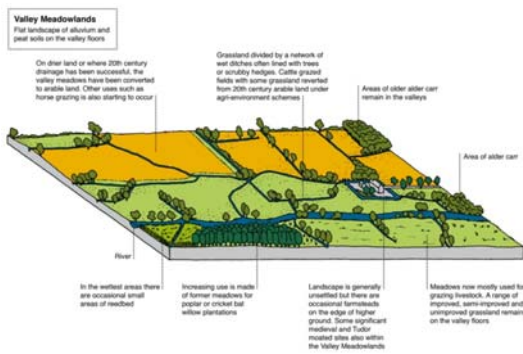 Valley Meadowlands
Flat landscape of alluvium and
peat soils on the valley floors
On drier land or where 20th century
drainage has been successful, the
valley meadows have been converted
to arable land. Other uses such as
horse grazing is also starting to occur
Grassland divided by a network of
wet ditches often lined with trees
or scrubby hedges. Cattle grazed
fields with some grassland reverted
from 20th century arable land under
agri-environment schemes
Areas of older alder carr
remain in the valleys
Area of alder carr
River
In the wettest areas there
are occasional small
areas of reedbed
Increasing use is made
of former meadows for
poplar or cricket bat
willow plantations
Landscape is generally
unsettled but there are
occasional farmsteads
on the edge of higher
ground. Some significant
medieval and Tudor
moated sites also within
the Valley Meadowlands
Meadows now mostly used for
grazing livestock. A range of
improved, semi-improved and
unimproved grassland remain
on the valley floors